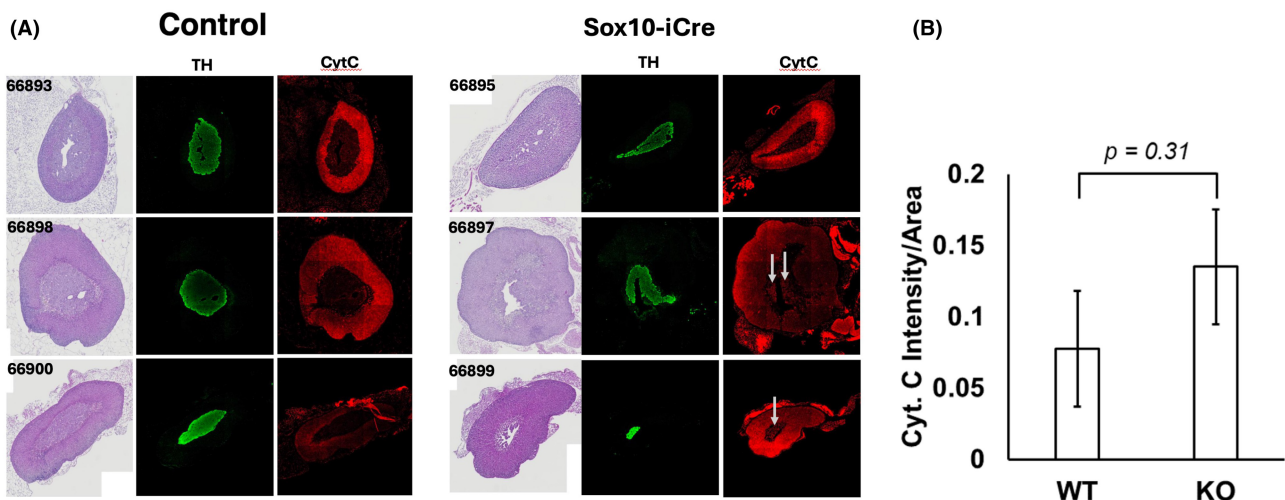 (A)
Control
Sox10-iCre
(B)
TH
CytC
TH
CytC
66893
66895
66898
66897
66900
66899
p = 0.31
Cyt. C Intensity/Area
0.2
0.15
0.1
0.05
0
WT
KO